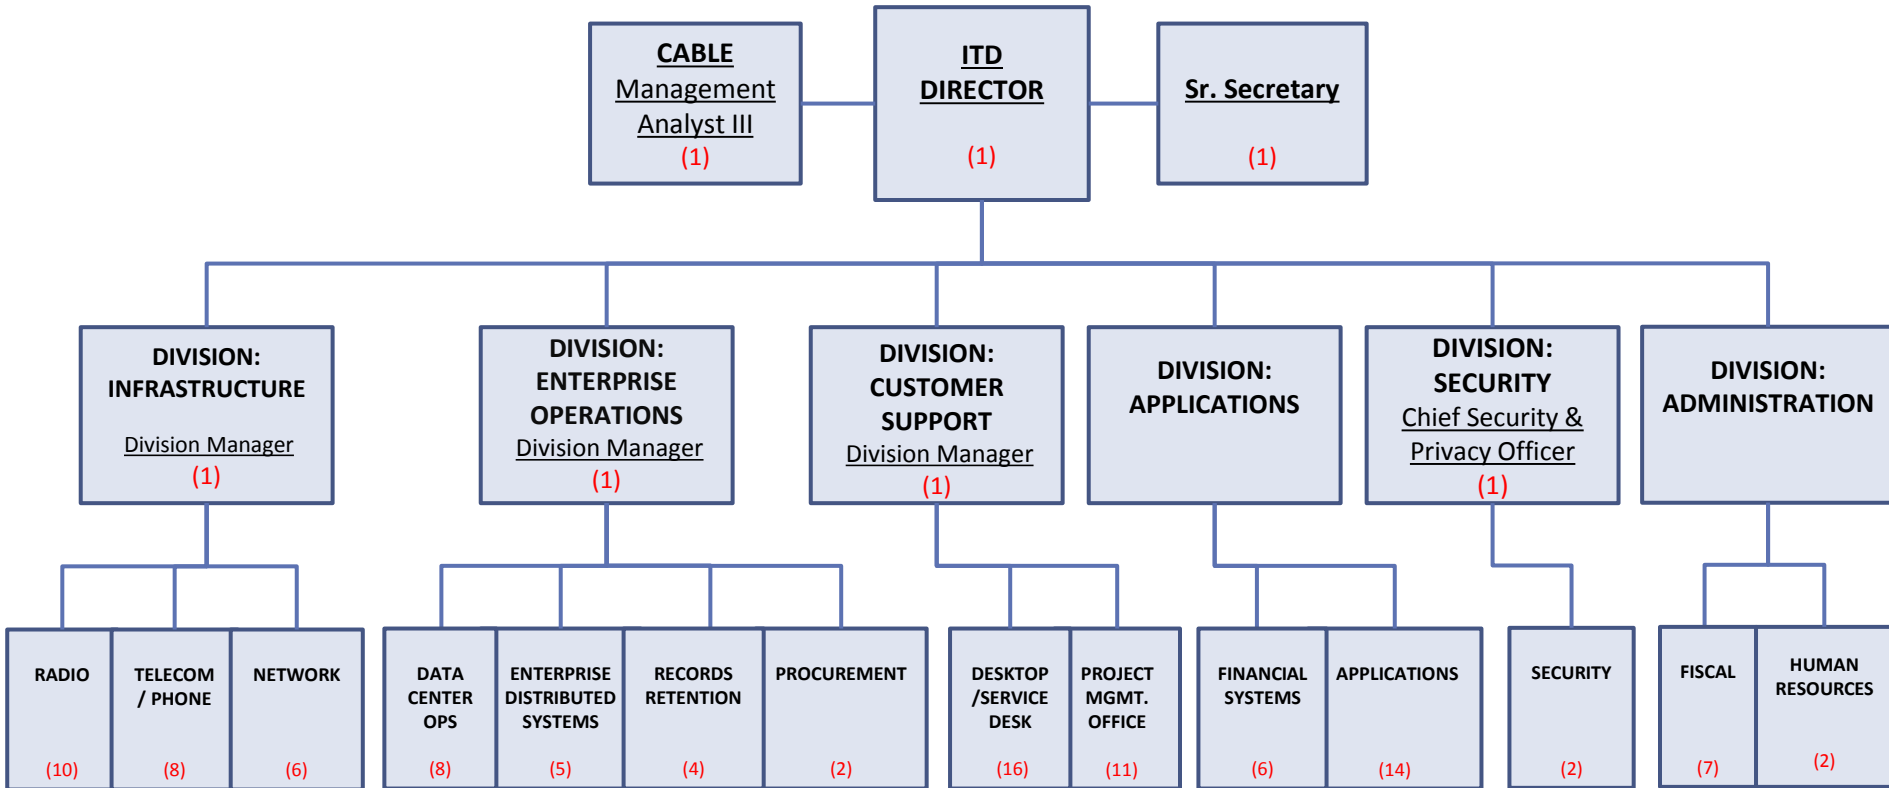 CABLE
Management
Analyst III
(1)
ITD
DIRECTOR
(1)
Sr. Secretary
(1)
DIVISION:
INFRASTRUCTURE
Division Manager
(1)
DIVISION:
ENTERPRISE
OPERATIONS
Division Manager
(1)
DIVISION:
CUSTOMER
SUPPORT
Division Manager
(1)
DIVISION:
APPLICATIONS
DIVISION:
SECURITY
Chief Security &
Privacy Officer
(1)
DIVISION:
ADMINISTRATION
RADIO
(10)
TELECOM
/ PHONE
(8)
NETWORK
(6)
DATA
CENTER
OPS
(8)
ENTERPRISE
DISTRIBUTED
SYSTEMS
(5)
RECORDS
RETENTION
(4)
PROCUREMENT
(2)
DESKTOP
/SERVICE
DESK
(16)
PROJECT
MGMT.
OFFICE
(11)
FINANCIAL
SYSTEMS
(6)
APPLICATIONS
(14)
SECURITY
(2)
FISCAL
(7)
HUMAN
RESOURCES
(2)